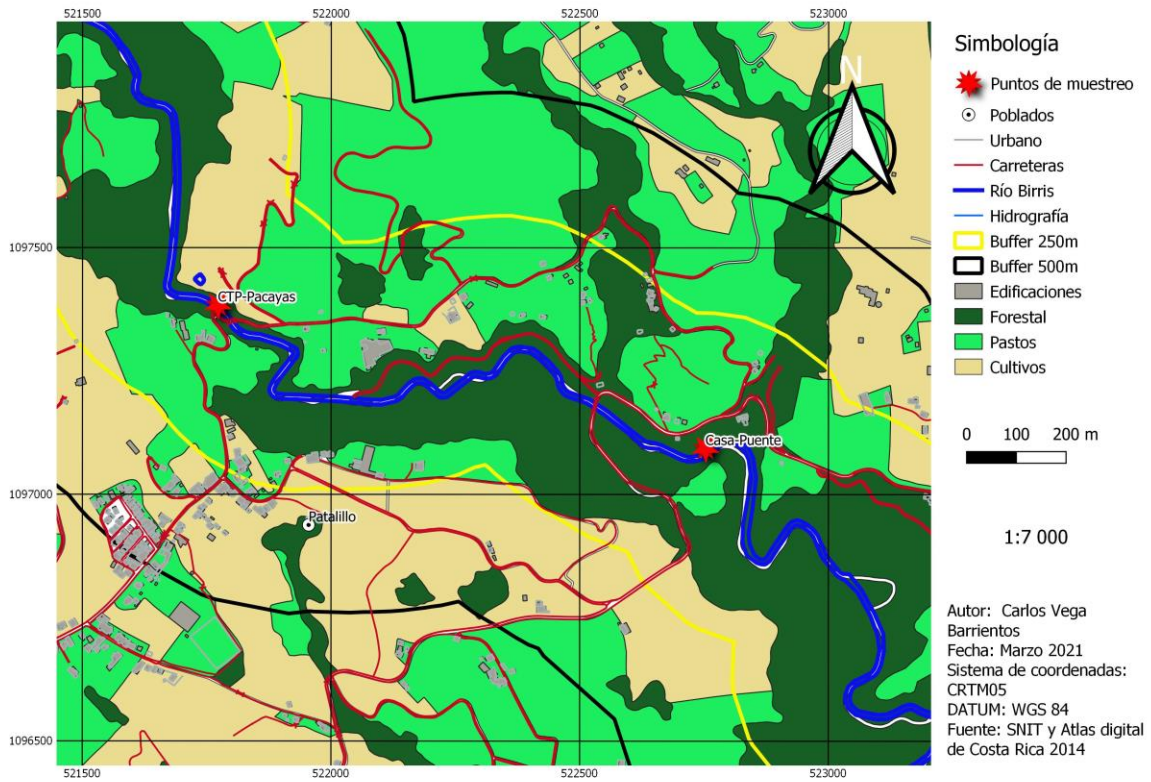 521500
522000
522500
523000
1097500
1097000
1096500
521500
522000
522500
523000
CTP-Pacayas
Casa-Puente
Patalillo
N
Simbología
Puntos de muestreo
Poblados
Urbano
Carreteras
Río Birris
Hidrografía
Buffer 250m
Buffer 500m
Edificaciones
Forestal
Pastos
Cultivos
0 100 200 m
1:7 000
Autor: Carlos Vega
Barrientos
Fecha: Marzo 2021
Sistema de coordenadas:
CRTM05
DATUM: WGS 84
Fuente: SNIT y Atlas digital
de Costa Rica 2014